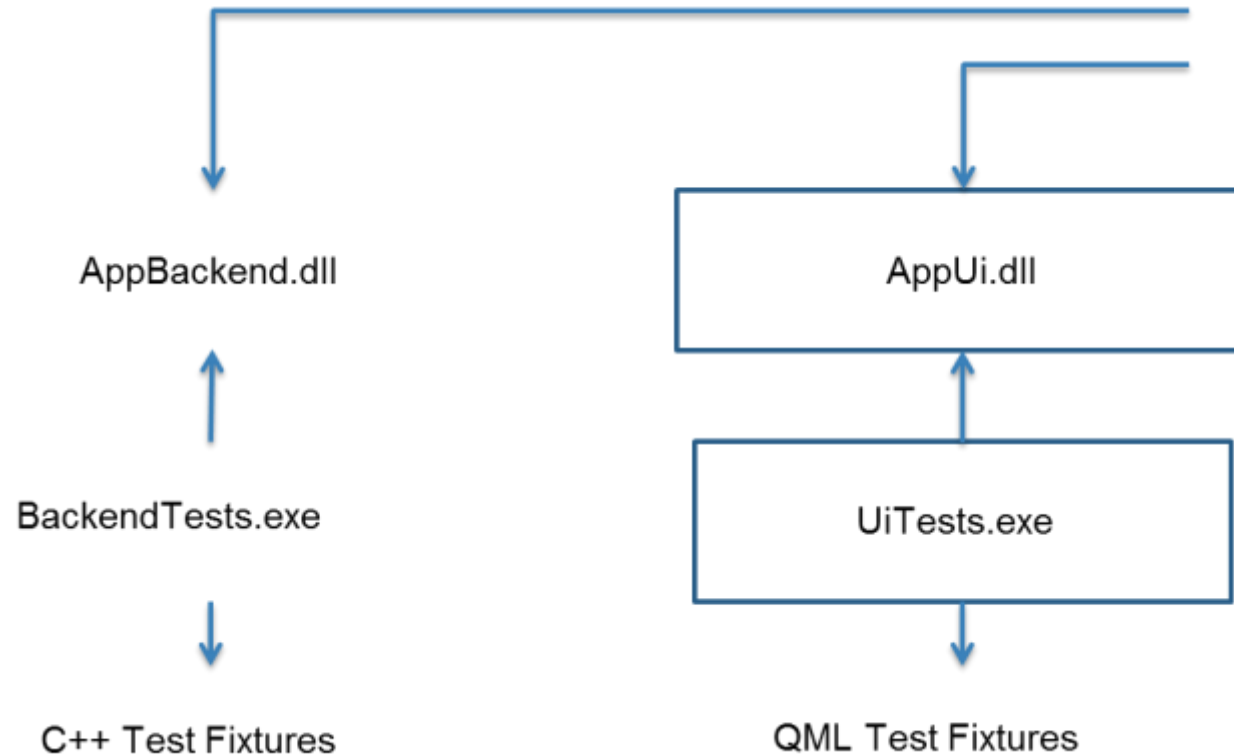 AppBackend.dll
AppUi.dll
BackendTests.exe
UiTests.exe
C++ Test Fixtures
QML Test Fixtures